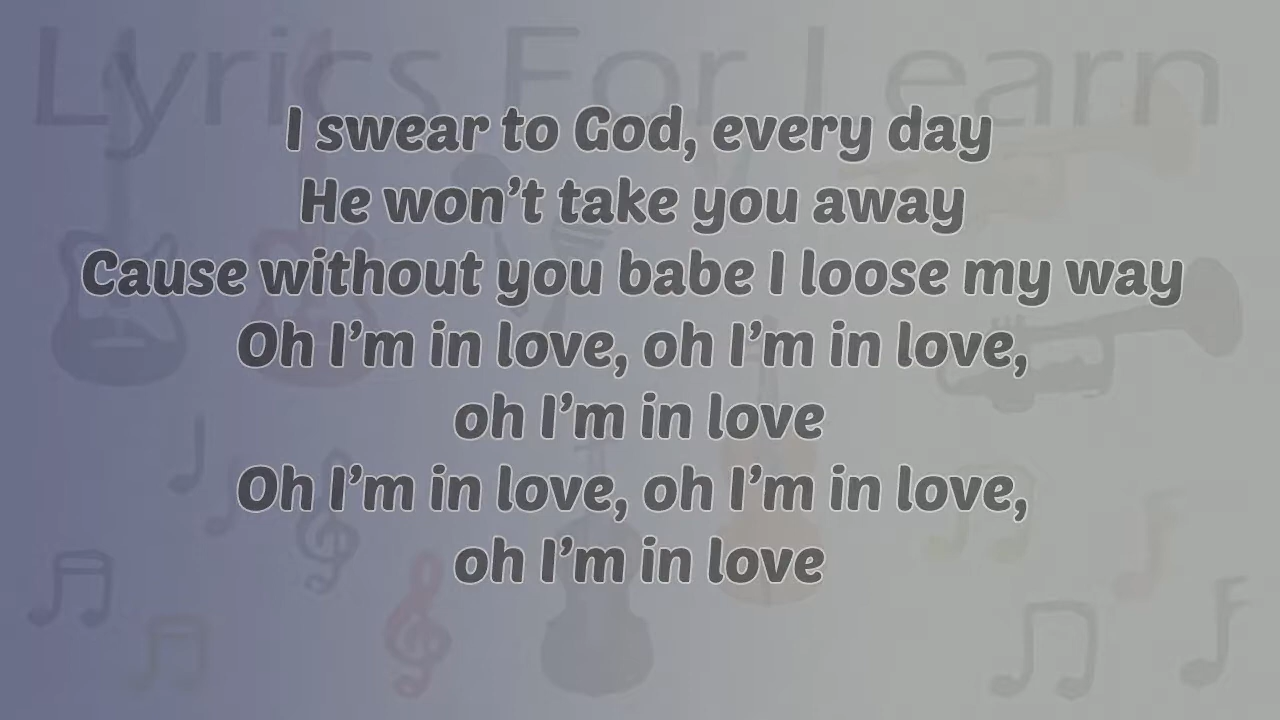 Lyrics For Learn
I swear to God, every day
He won't take you away
Cause without you babe I loose my way
Oh I'm in love, oh I'm in love,
oh I'm in love
Oh I'm in love, oh I'm in love,
oh I'm in love